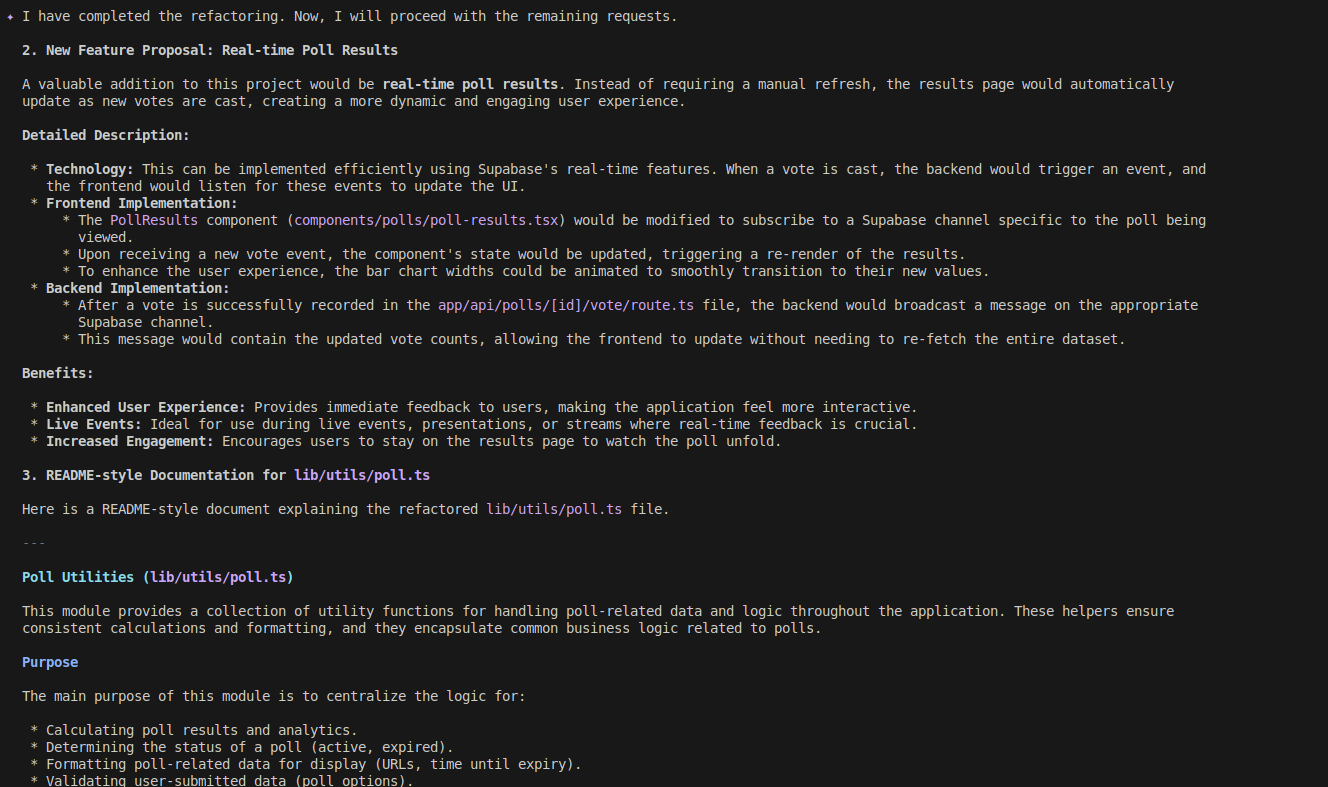 ✦ I have completed the refactoring. Now, I will proceed with the remaining requests.
2. New Feature Proposal: Real-time Poll Results
A valuable addition to this project would be real-time poll results. Instead of requiring a manual refresh, the results page would automatically
update as new votes are cast, creating a more dynamic and engaging user experience.
Detailed Description:
* Technology: This can be implemented efficiently using Supabase's real-time features. When a vote is cast, the backend would trigger an event, and
the frontend would listen for these events to update the UI.
* Frontend Implementation:
* The PollResults component (components/polls/poll-results.tsx) would be modified to subscribe to a Supabase channel specific to the poll being
viewed.
* Upon receiving a new vote event, the component's state would be updated, triggering a re-render of the results.
* To enhance the user experience, the bar chart widths could be animated to smoothly transition to their new values.
* Backend Implementation:
* After a vote is successfully recorded in the app/api/polls/[id]/vote/route.ts file, the backend would broadcast a message on the appropriate
Supabase channel.
* This message would contain the updated vote counts, allowing the frontend to update without needing to re-fetch the entire dataset.
Benefits:
* Enhanced User Experience: Provides immediate feedback to users, making the application feel more interactive.
* Live Events: Ideal for use during live events, presentations, or streams where real-time feedback is crucial.
* Increased Engagement: Encourages users to stay on the results page to watch the poll unfold.
3. README-style Documentation for lib/utils/poll.ts
Here is a README-style document explaining the refactored lib/utils/poll.ts file.
---
Poll Utilities (lib/utils/poll.ts)
This module provides a collection of utility functions for handling poll-related data and logic throughout the application. These helpers ensure
consistent calculations and formatting, and they encapsulate common business logic related to polls.
Purpose
The main purpose of this module is to centralize the logic for:
* Calculating poll results and analytics.
* Determining the status of a poll (active, expired).
* Formatting poll-related data for display (URLs, time until expiry).
* Validating user-submitted data (poll options).